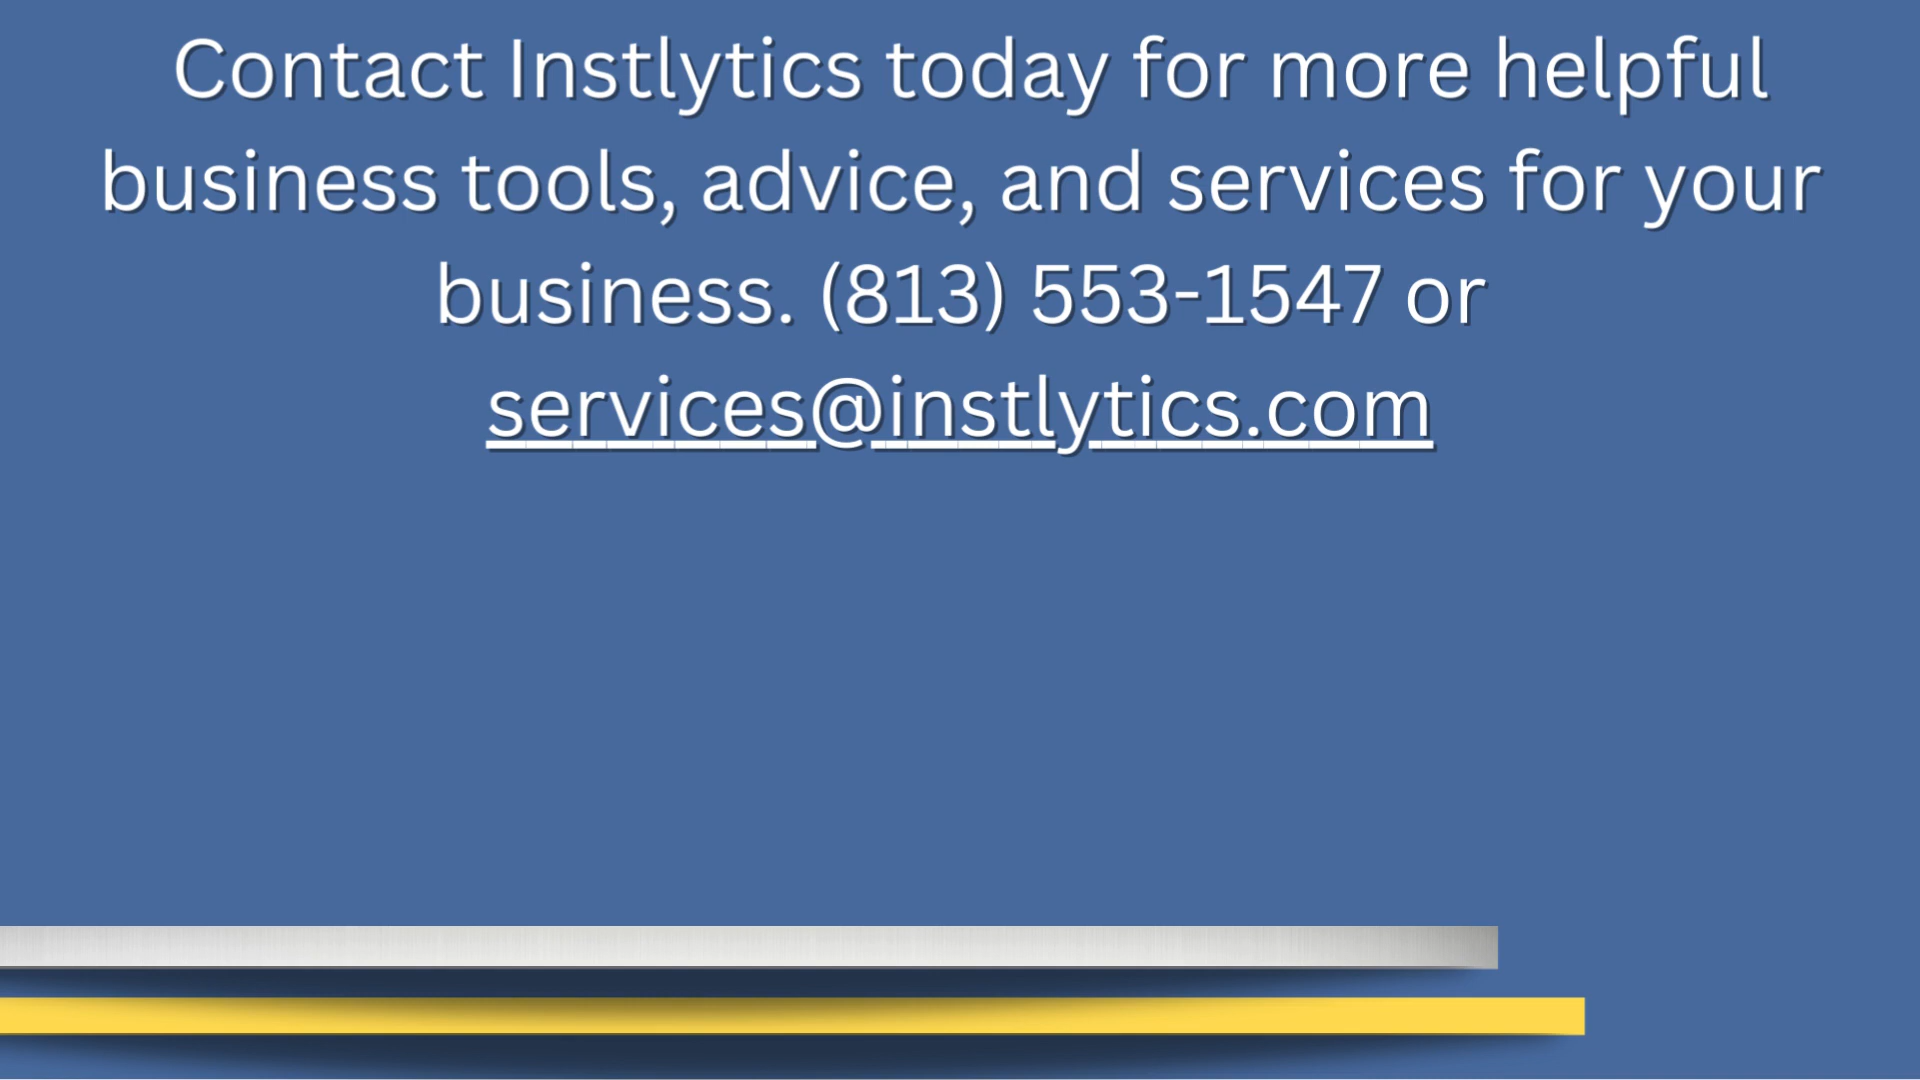 Contact Instlytics today for more helpful
business tools, advice, and services for your
business. (813) 553-1547 or
services@instlytics.com